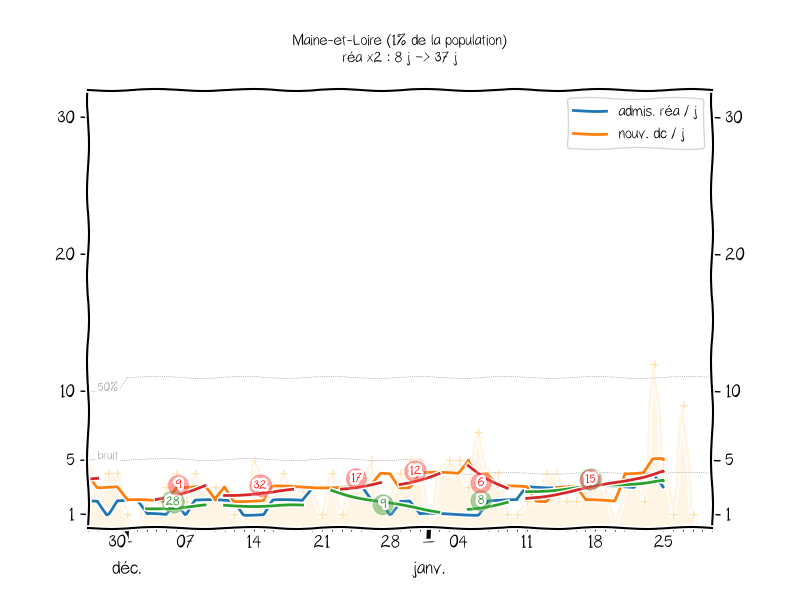 Maine-et-Loire (1% de la population)
réa x2 : 8 j -> 37 j
admis. réa / j
nouv. dc / j
30 30
20 20
10 10
50%
5 5
bruit
1 1
9 28 32 17 9 12 6 8 15
30 07 14 21 28 04 11 18 25
déc. janv.